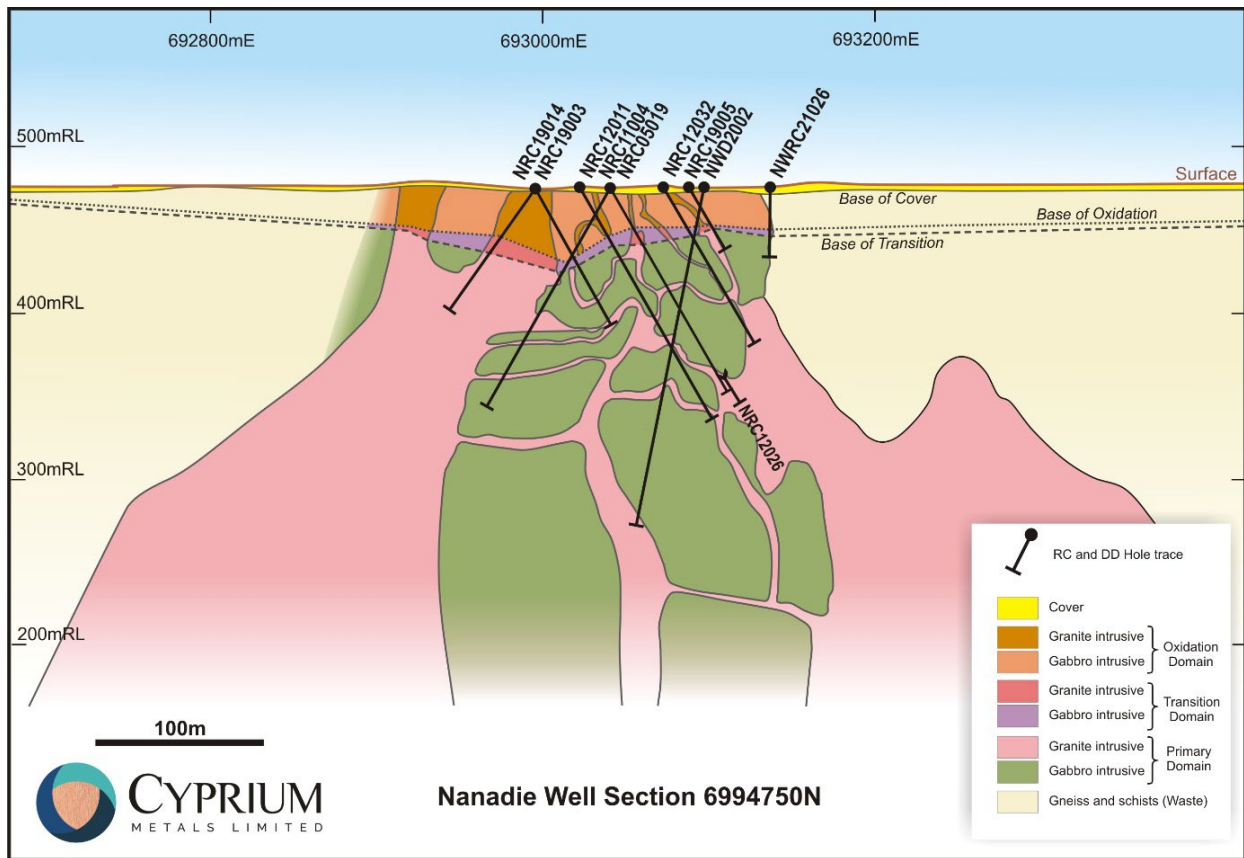 692800mE
693000mE
693200mE
500mRL
400mRL
300mRL
200mRL
NRC19014
NRC19003
NRC12011
NRC11004
NRC05019
NRC12032
NRC19005
NWD2002
NWRC21026
Surface
Base of Cover
Base of Oxidation
Base of Transition
NRC12026
RC and DD Hole trace
Cover
Granite intrusive
Gabbro intrusive
Oxidation
Domain
Granite intrusive
Gabbro intrusive
Transition
Domain
Granite intrusive
Gabbro intrusive
Primary
Domain
Gneiss and schists (Waste)
100m
CYPRIUM
METALS LIMITED
Nanadie Well Section 6994750N